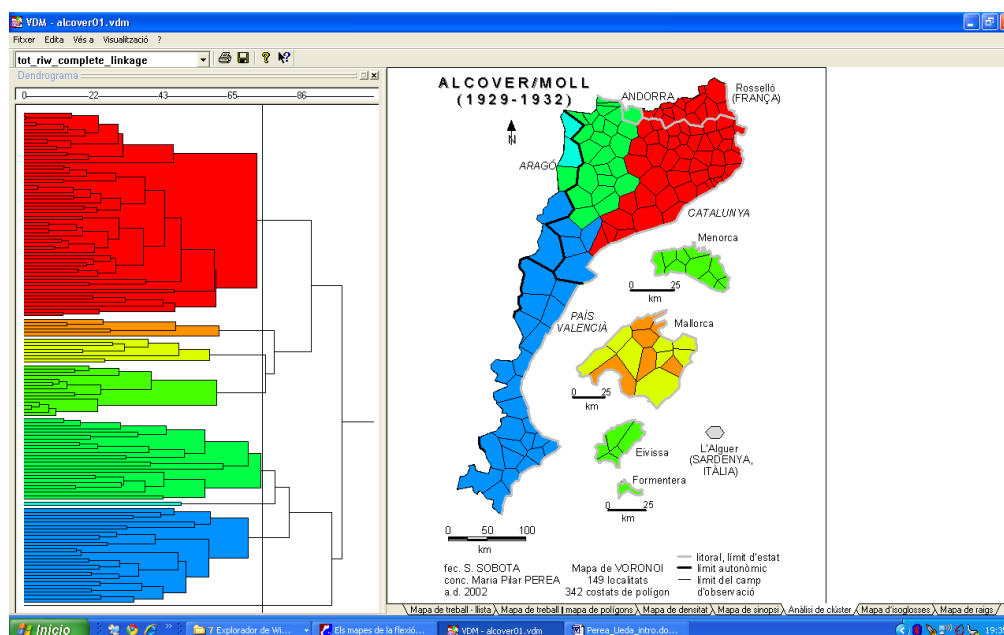 VDM - alcover01.vdm
Fitxer Edita Vés a Visualització ?
tot_riw_complete_linkage
Dendrograma
0 22 43 65 86
ALCOVER/MOLL
(1929-1932)
N
ANDORRA
Rosselló
(FRANÇA)
ARAGÓ
CATALUNYA
Menorca
0 25
km
PAÍS
VALENCIÀ
Mallorca
0 25
km
Eivissa
L'Alguer
(SARDENYA,
ITÀLIA)
Formentera
0 25
km
0 50 100
km
fec. S. SOBOTA
conc. Maria Pilar PEREA
a.d. 2002
Mapa de VORONOI
149 localitats
342 costats de polígon
litoral, límit d'estat
límit autonòmic
límit del camp
d'observació
Mapa de treball - llista Mapa de treball mapa de polígons Mapa de densitat Mapa de sinopsi Anàlisi de clúster Mapa d'isoglosses Mapa de raigs
Inicio 7 Explorador de Wi... Els mapes de la flexió... VDM - alcover01.vdm Perea_Ueda_intro.do...